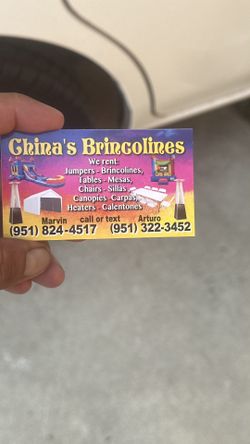 China's Brincolines
We rent:
Jumpers - Brincolines,
Tables - Mesas,
Chairs - Sillas,
Canopies -Carpas,
Heaters - Calentones
Marvin call or text Arturo
(951) 824-4517 (951) 322-3452